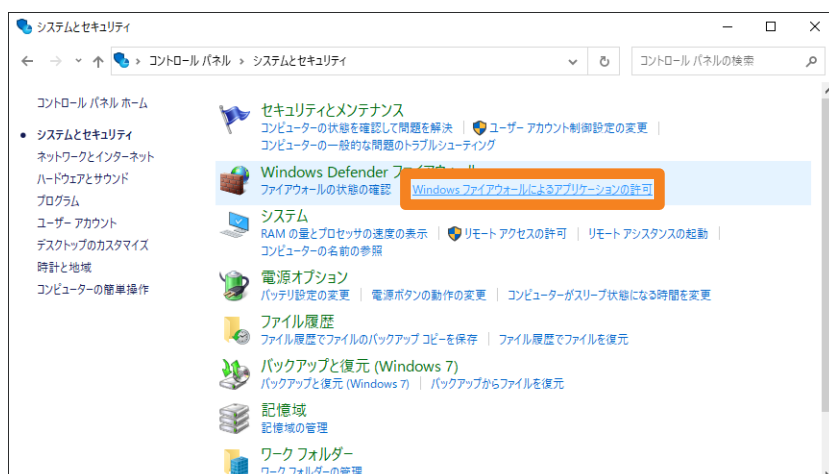 システムとセキュリティ
コントロール パネル › システムとセキュリティ
コントロール パネルの検索
コントロール パネル ホーム
システムとセキュリティ
ネットワークとインターネット
ハードウェアとサウンド
プログラム
ユーザー アカウント
デスクトップのカスタマイズ
時計と地域
コンピューターの簡単操作
セキュリティとメンテナンス
コンピューターの状態を確認して問題を解決 ユーザー アカウント制御設定の変更
コンピューターの一般的な問題のトラブルシューティング
Windows Defender ファイアウォール
ファイアウォールの状態の確認 Windows ファイアウォールによるアプリケーションの許可
システム
RAM の量とプロセッサの速度の表示 リモート アクセスの許可 リモート アシスタンスの起動
コンピューターの名前の参照
電源オプション
バッテリ設定の変更 電源ボタンの動作の変更 コンピューターがスリープ状態になる時間を変更
ファイル履歴
ファイル履歴でファイルのバックアップ コピーを保存 ファイル履歴でファイルを復元
バックアップと復元 (Windows 7)
バックアップと復元 (Windows 7) バックアップからファイルを復元
記憶域
記憶域の管理
ワーク フォルダー
ワーク フォルダーの管理